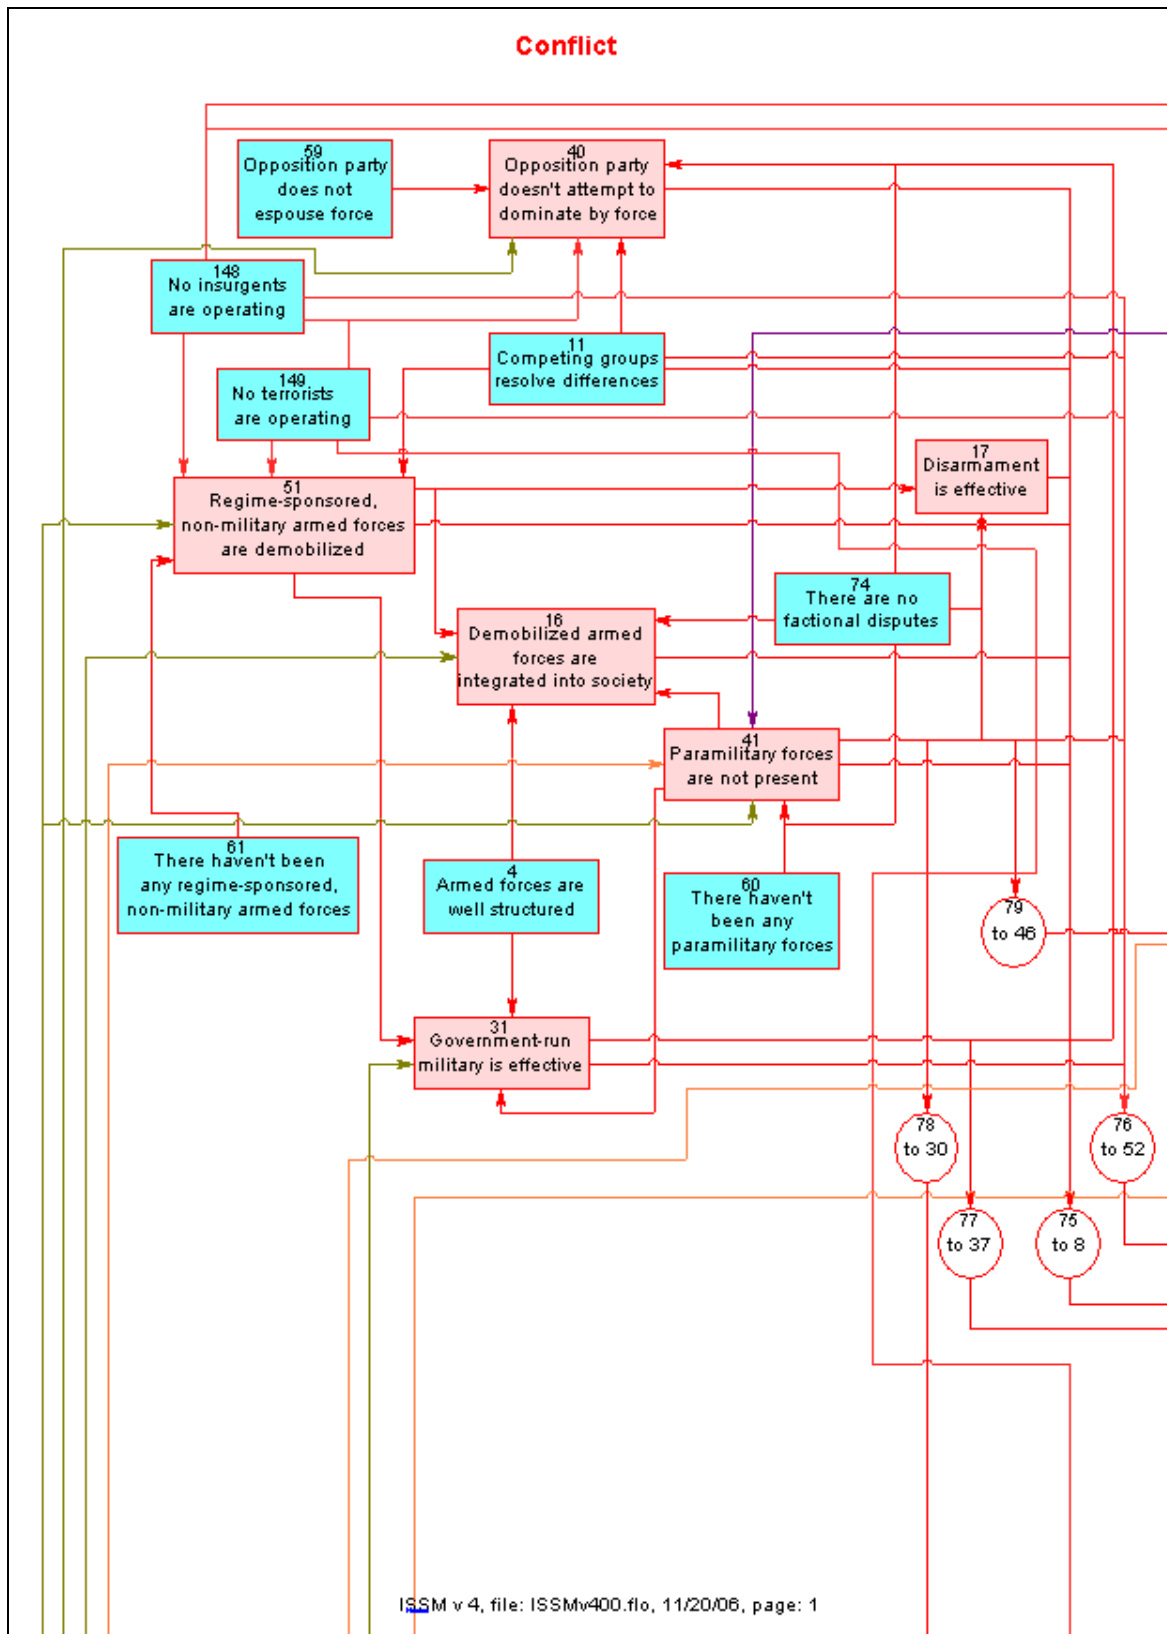 Conflict
59
Opposition party
does not
espouse force
40
Opposition party
doesn't attempt to
dominate by force
148
No insurgents
are operating
11
Competing groups
resolve differences
149
No terrorists
are operating
17
Disarmament
is effective
51
Regime-sponsored,
non-military armed forces
are demobilized
74
There are no
factional disputes
16
Demobilized armed
forces are
integrated into society
41
Paramilitary forces
are not present
61
There haven't been
any regime-sponsored,
non-military armed forces
4
Armed forces are
well structured
60
There haven't
been any
paramilitary forces
79
to 46
31
Government-run
military is effective
78
to 30
76
to 52
77
to 37
75
to 8
ISSM v 4, file: ISSMv400.flo, 11/20/06, page: 1